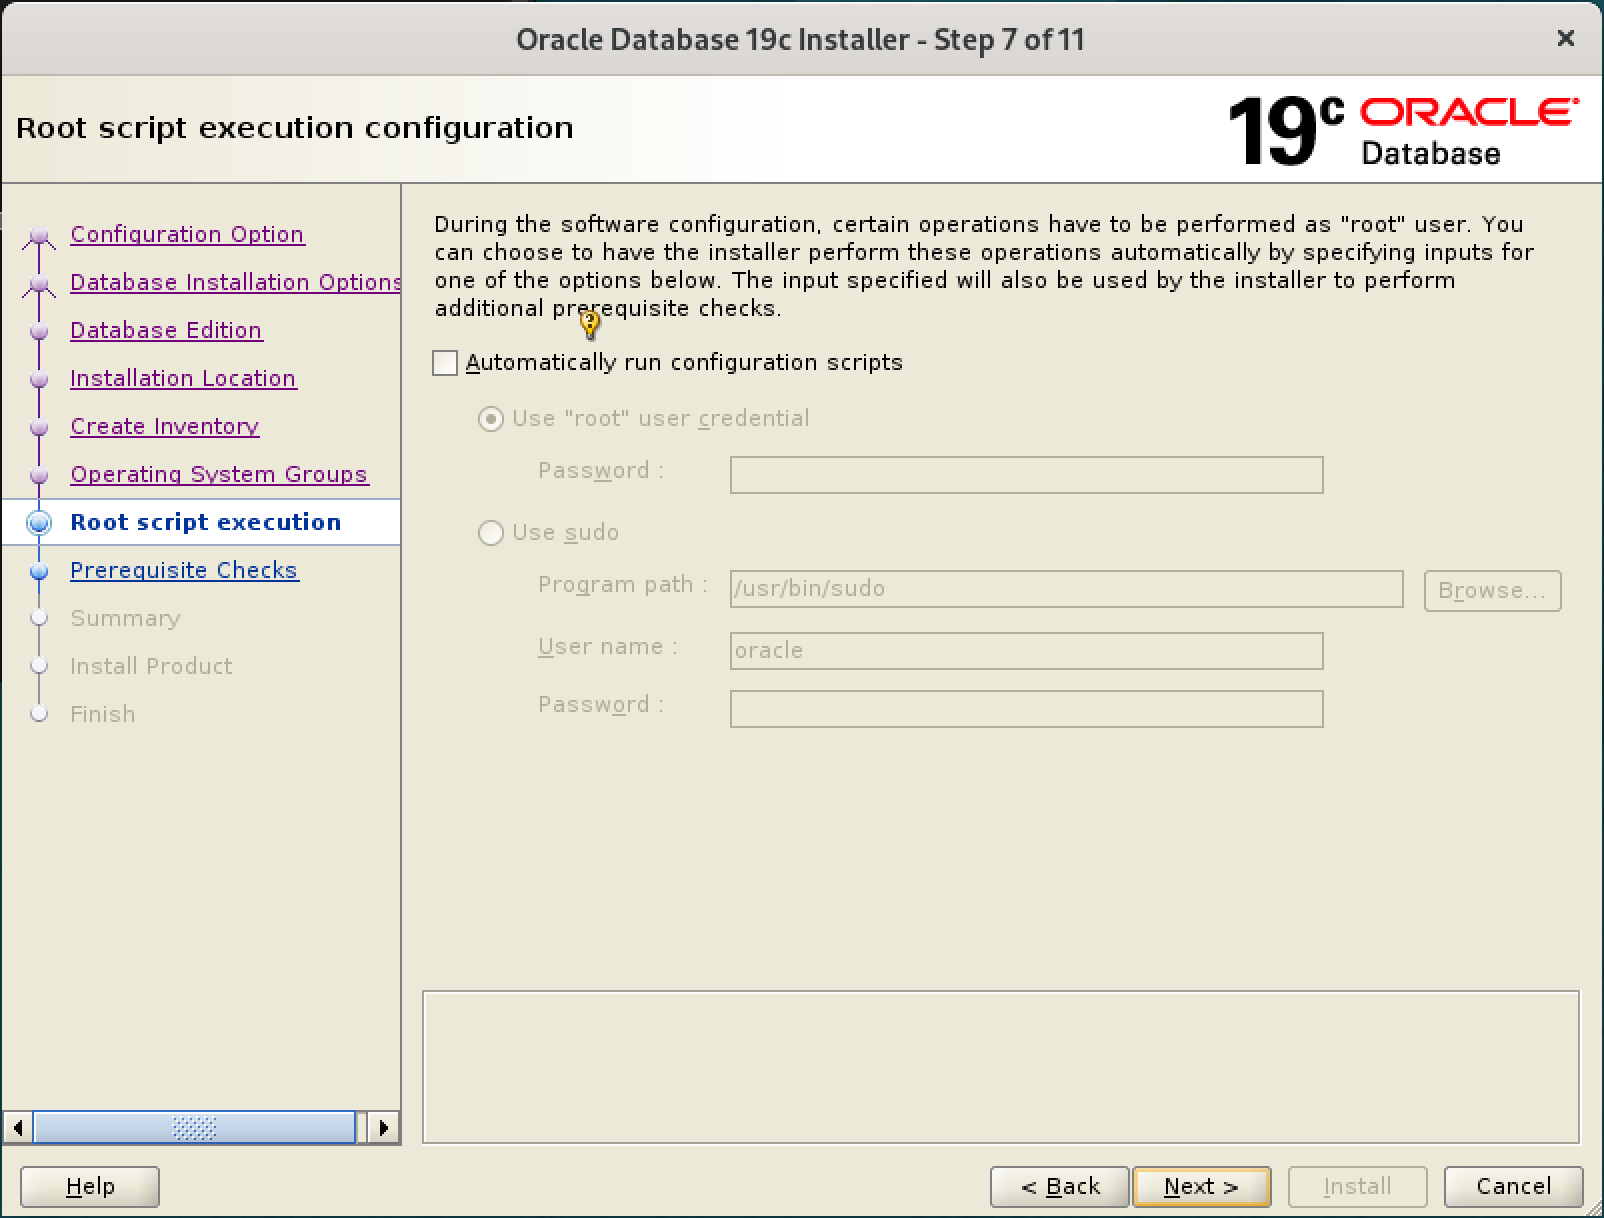 Oracle Database 19c Installer - Step 7 of 11
Root script execution configuration
19c ORACLE
Database
Configuration Option
Database Installation Options
Database Edition
Installation Location
Create Inventory
Operating System Groups
Root script execution
Prerequisite Checks
Summary
Install Product
Finish
During the software configuration, certain operations have to be performed as "root" user. You
can choose to have the installer perform these operations automatically by specifying inputs for
one of the options below. The input specified will also be used by the installer to perform
additional prerequisite checks.
Automatically run configuration scripts
Use "root" user credential
Password :
Use sudo
Program path : /usr/bin/sudo Browse...
User name : oracle
Password :
Help < Back Next > Install Cancel